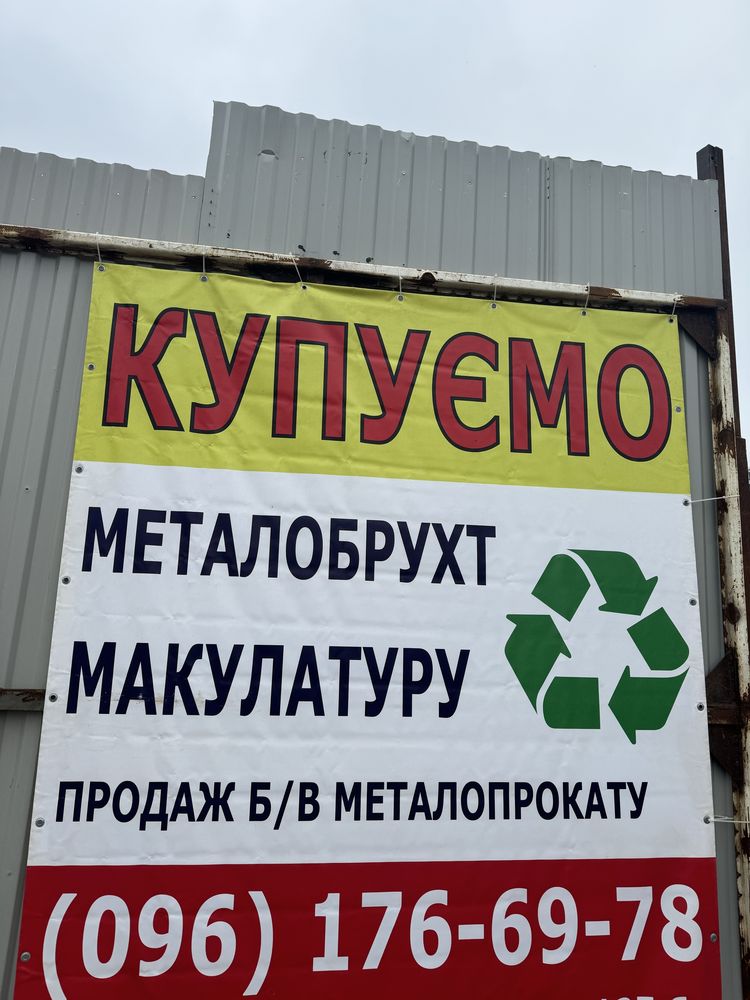 КУПУЄМО
МЕТАЛОБРУХТ
МАКУЛАТУРУ
ПРОДАЖ Б/В МЕТАЛОПРОКАТУ
(096) 176-69-78